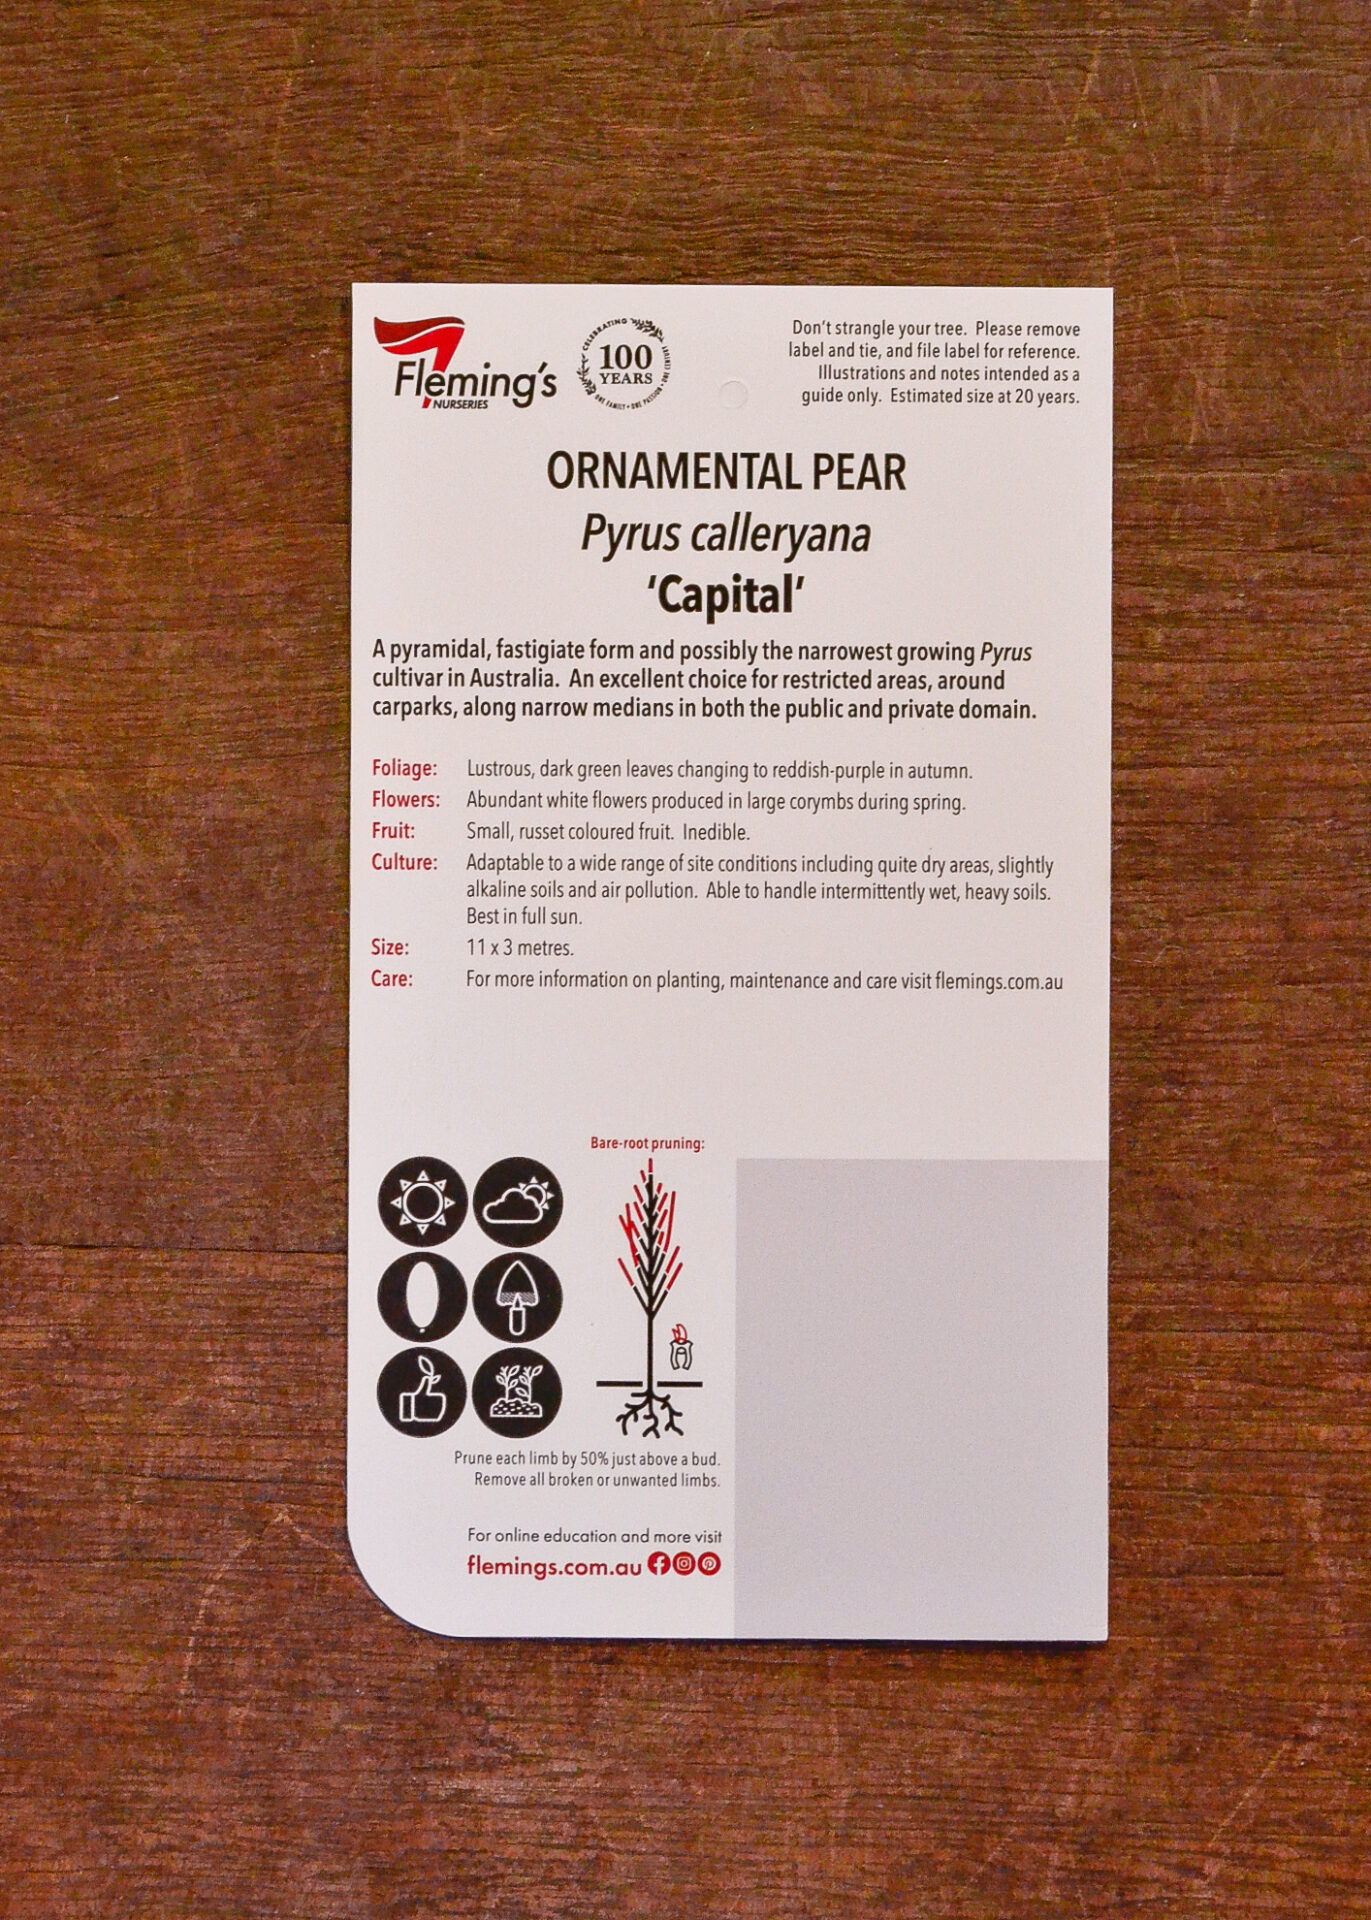 Fleming's
NURSERIES
CELEBRATING
100
YEARS
ONE FAMILY • ONE PASSION •
Don't strangle your tree. Please remove
label and tie, and file label for reference.
Illustrations and notes intended as a
guide only. Estimated size at 20 years.
ORNAMENTAL PEAR
Pyrus calleryana
'Capital'
A pyramidal, fastigiate form and possibly the narrowest growing Pyrus
cultivar in Australia. An excellent choice for restricted areas, around
carparks, along narrow medians in both the public and private domain.
Foliage: Lustrous, dark green leaves changing to reddish-purple in autumn.
Flowers: Abundant white flowers produced in large corymbs during spring.
Fruit: Small, russet coloured fruit. Inedible.
Culture: Adaptable to a wide range of site conditions including quite dry areas, slightly
alkaline soils and air pollution. Able to handle intermittently wet, heavy soils.
Best in full sun.
Size: 11 x 3 metres.
Care: For more information on planting, maintenance and care visit flemings.com.au
Bare-root pruning:
Prune each limb by 50% just above a bud.
Remove all broken or unwanted limbs.
For online education and more visit
flemings.com.au